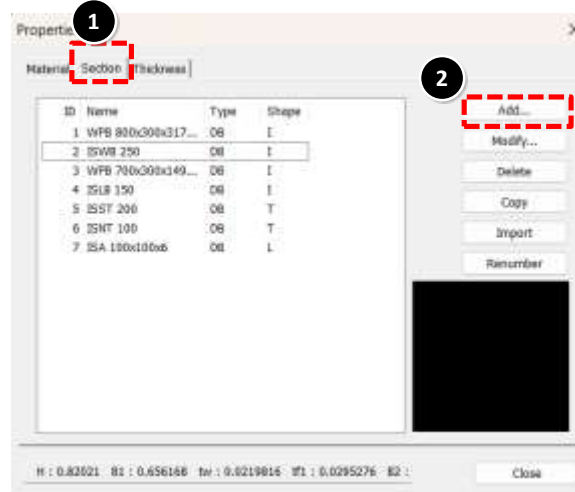 1
Propertie
Material Section Thickness
2
ID Name Type Shape
1 WPB 800x300x317... DB I
2 ISWB 250 DB I
3 WPB 700x300x149... DB I
4 ISLB 150 DB I
5 ISST 200 DB T
6 ISNT 100 DB T
7 ISA 100x100x6 DB L
Add...
Modify...
Delete
Copy
Import
Renumber
H : 0.82021 B1 : 0.656168 tw : 0.0219816 tf1 : 0.0295276 B2 :
Close